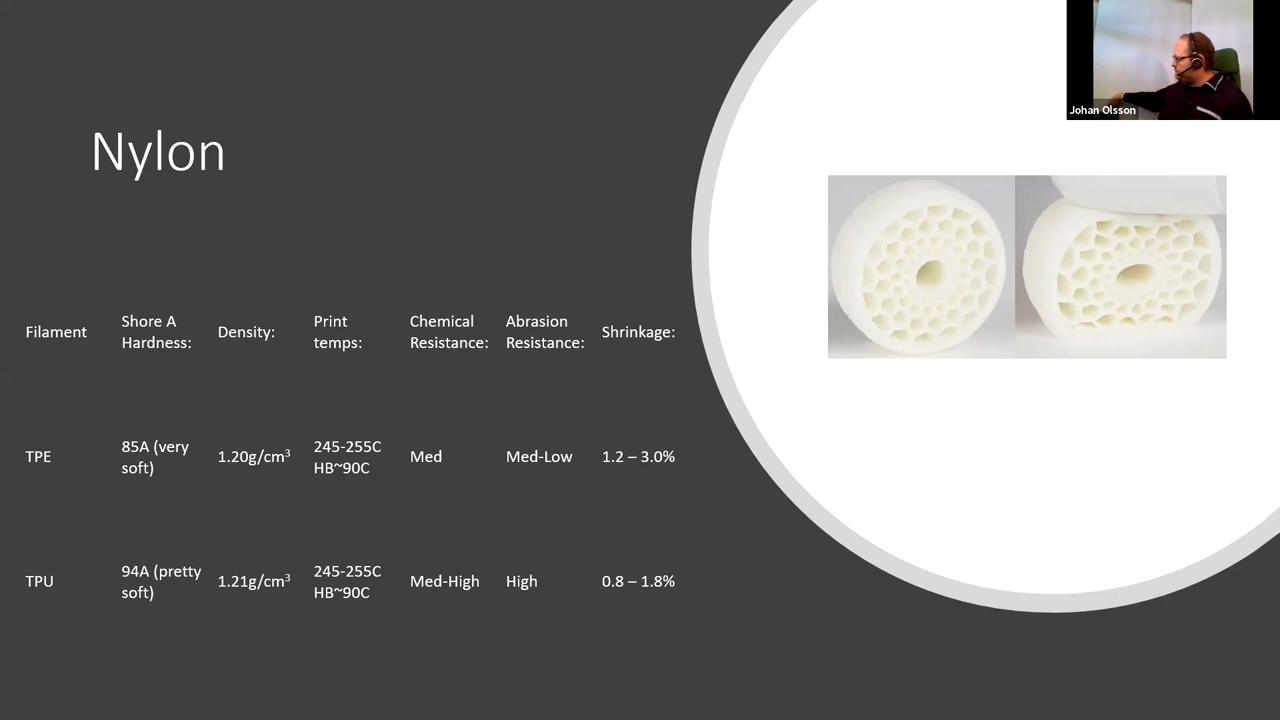 Johan Olsson
Nylon
Filament
Shore A
Hardness:
Density:
Print
temps:
Chemical
Resistance:
Abrasion
Resistance:
Shrinkage:
TPE
85A (very
soft)
1.20g/cm³
245-255C
HB~90C
Med
Med-Low
1.2 – 3.0%
TPU
94A (pretty
soft)
1.21g/cm³
245-255C
HB~90C
Med-High
High
0.8 – 1.8%